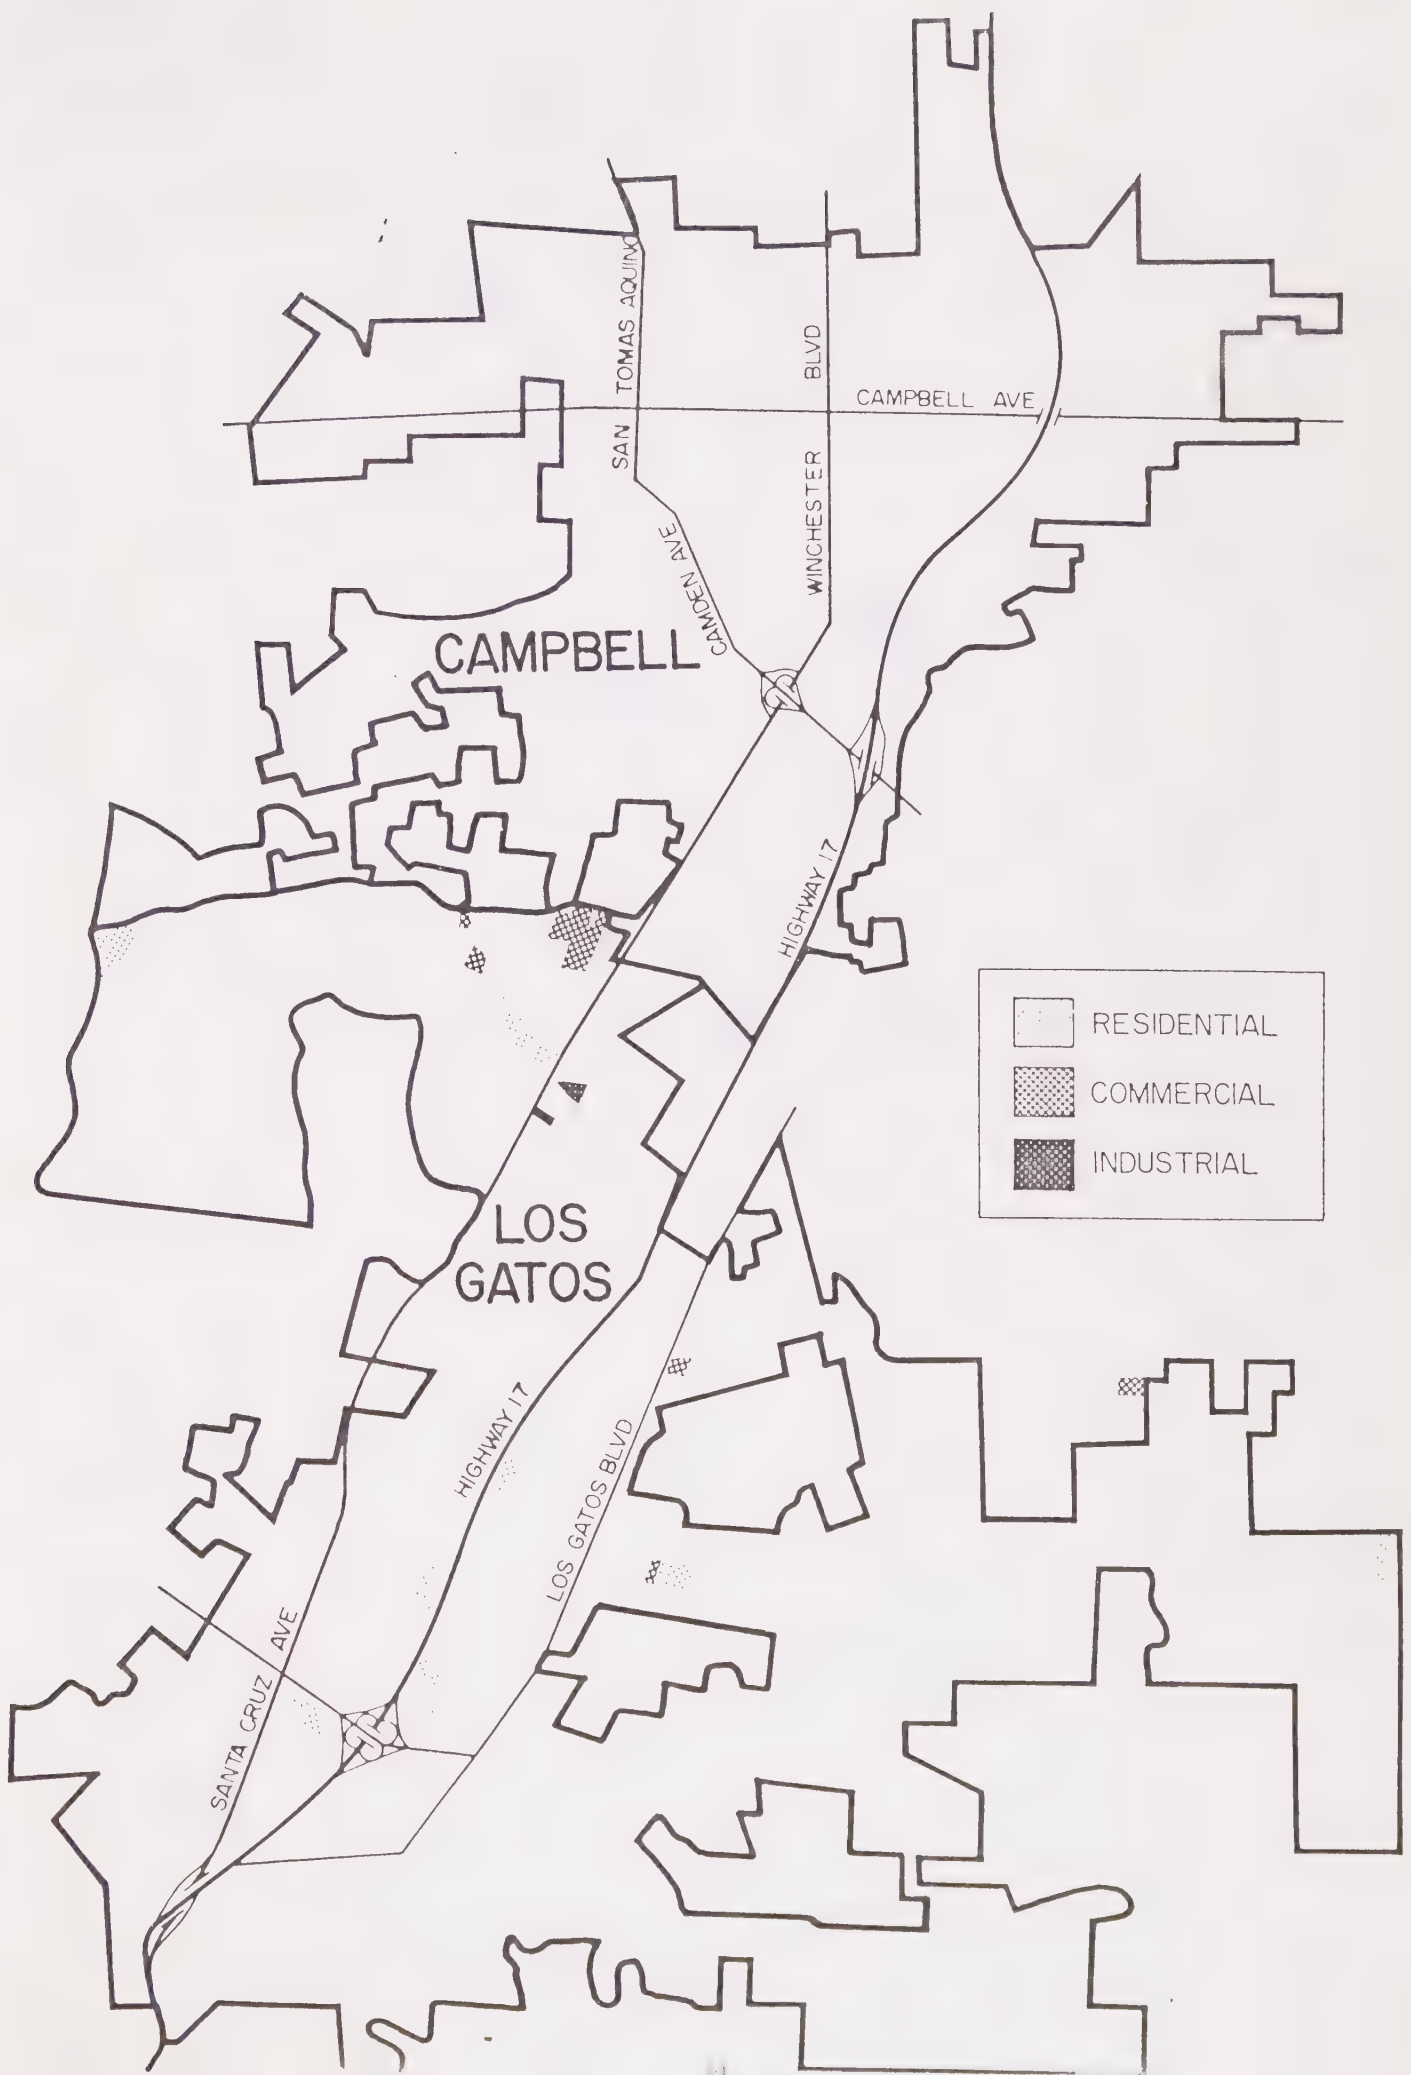 SAN TOMAS AQUINO
WINCHESTER BLVD
CAMPBELL AVE
CAMDEN AVE
CAMPBELL
HIGHWAY 17
RESIDENTIAL
COMMERCIAL
INDUSTRIAL
LOS
GATOS
HIGHWAY 17
LOS GATOS BLVD
SANTA CRUZ AVE